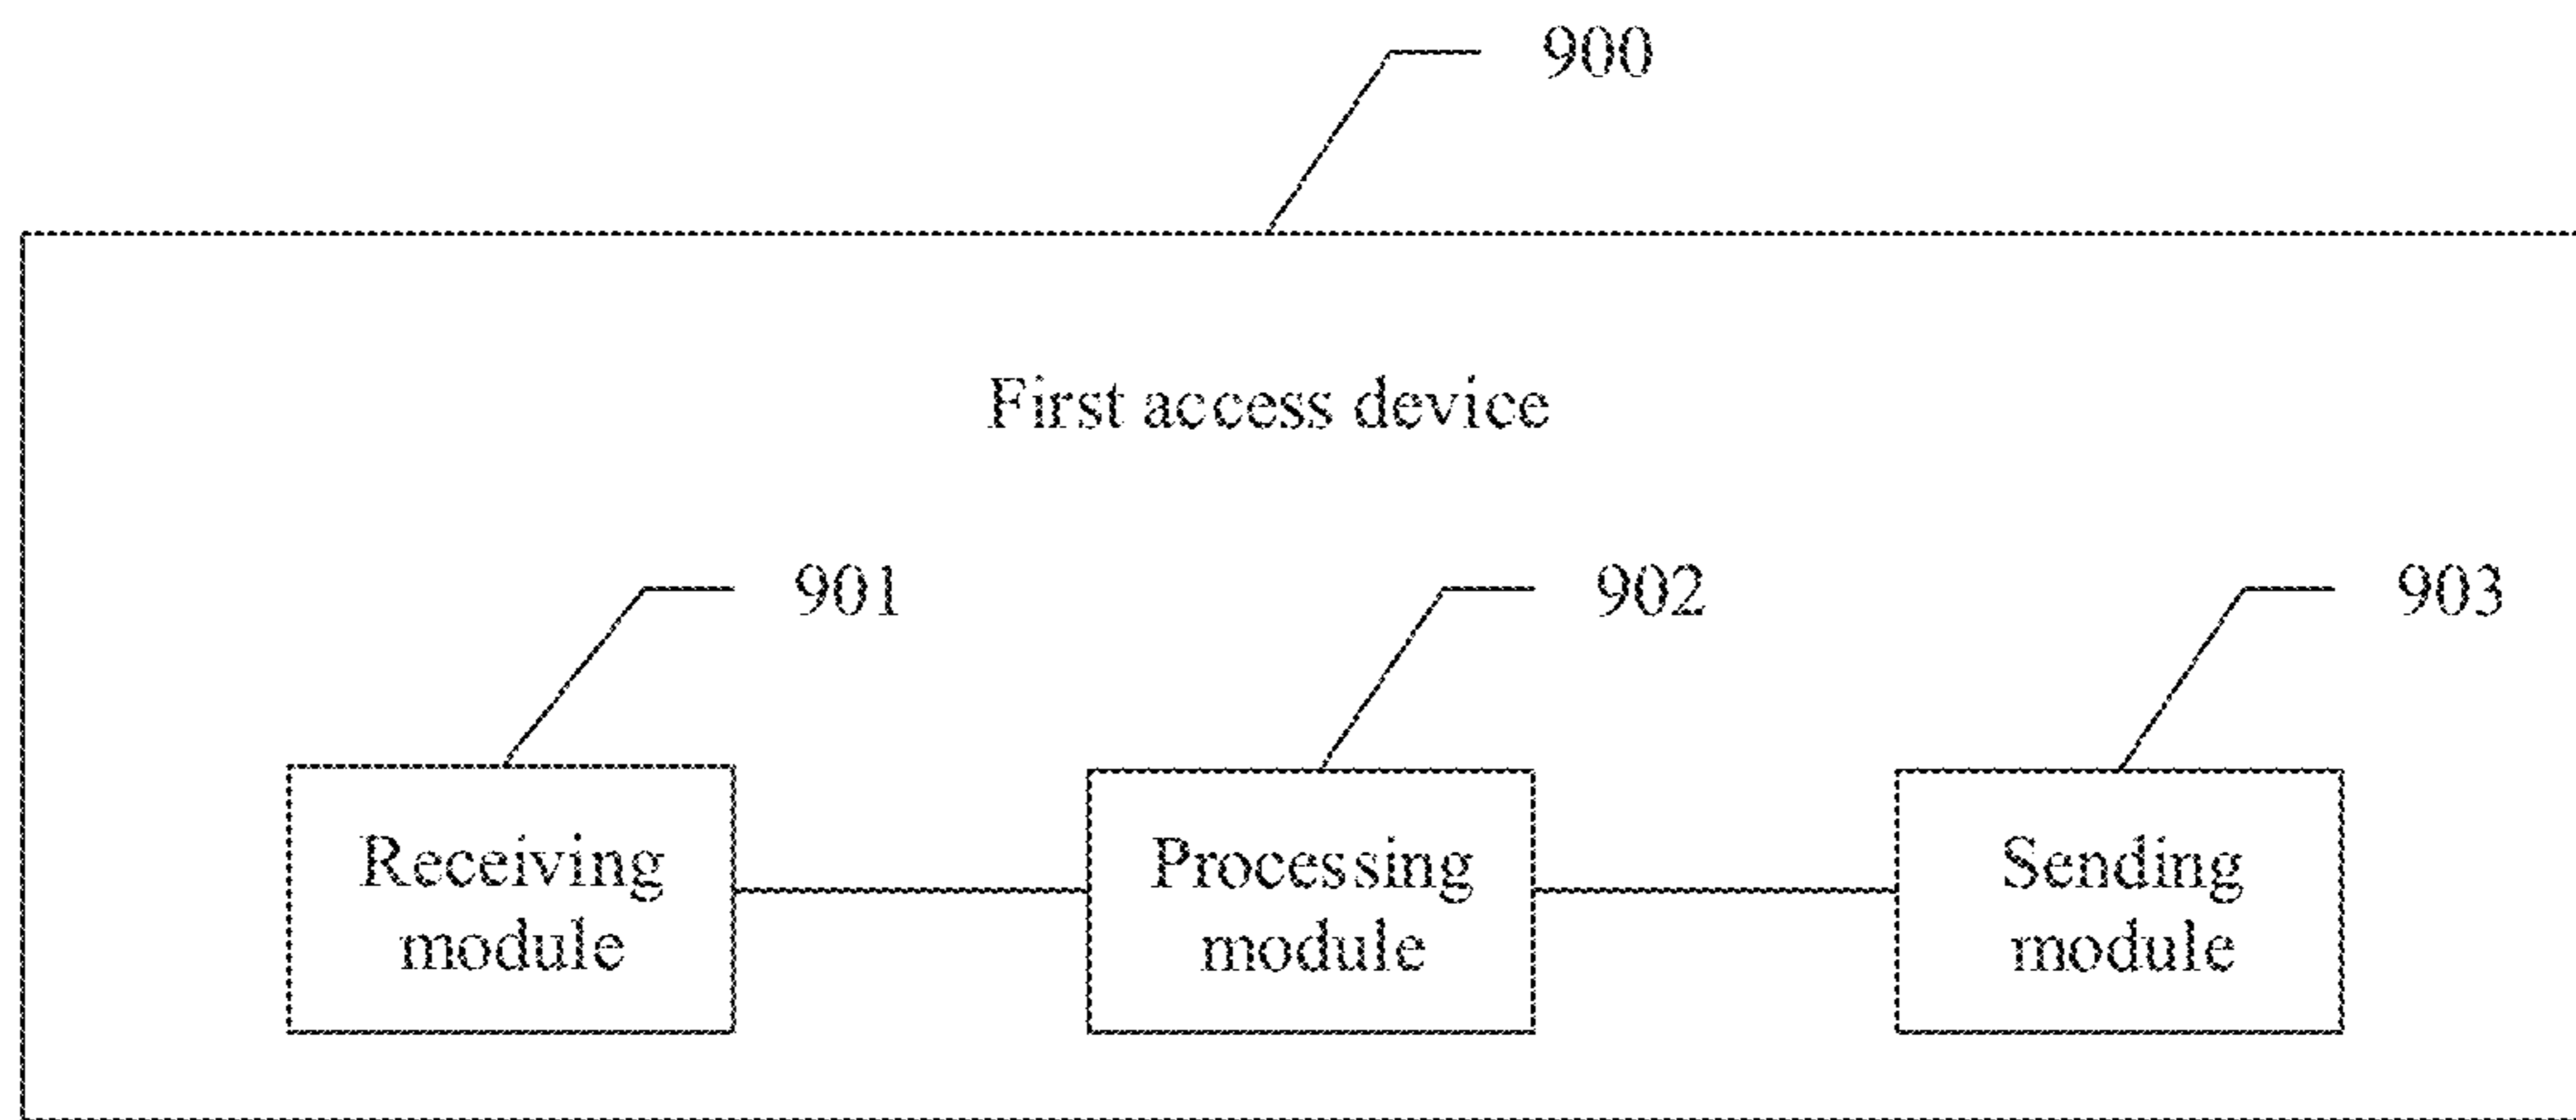 900
First access device
901
902
903
Receiving
module
Processing
module
Sending
module